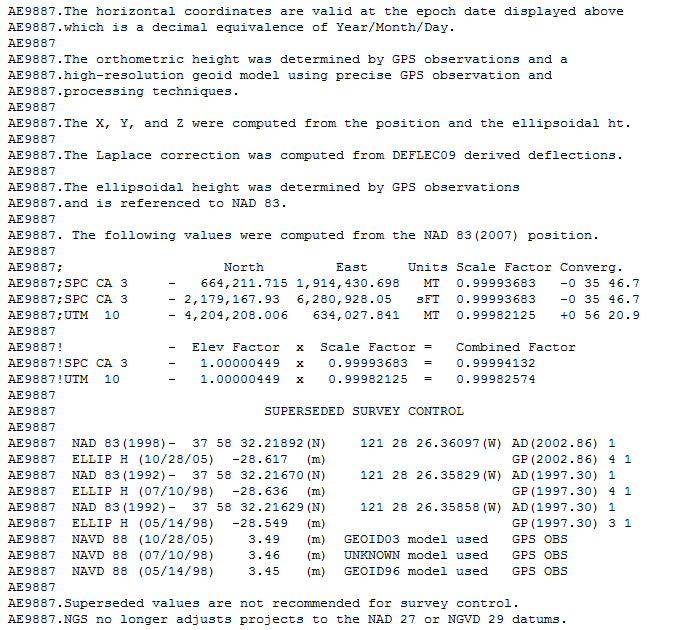 AE9887.The horizontal coordinates are valid at the epoch date displayed above
AE9887.which is a decimal equivalence of Year/Month/Day.
AE9887
AE9887.The orthometric height was determined by GPS observations and a
AE9887.high-resolution geoid model using precise GPS observation and
AE9887.processing techniques.
AE9887
AE9887.The X, Y, and Z were computed from the position and the ellipsoidal ht.
AE9887
AE9887.The Laplace correction was computed from DEFLEC09 derived deflections.
AE9887
AE9887.The ellipsoidal height was determined by GPS observations
AE9887.and is referenced to NAD 83.
AE9887
AE9887. The following values were computed from the NAD 83(2007) position.
AE9887
AE9887;                    North         East     Units Scale Factor Converg.
AE9887;SPC CA 3     -   664,211.715 1,914,430.698   MT  0.99993683   -0 35 46.7
AE9887;SPC CA 3     - 2,179,167.93  6,280,928.05   sFT  0.99993683   -0 35 46.7
AE9887;UTM  10      - 4,204,208.006   634,027.841   MT  0.99982125   +0 56 20.9
AE9887
AE9887!             -  Elev Factor  x  Scale Factor =   Combined Factor
AE9887!SPC CA 3     -   1.00000449  x   0.99993683  =   0.99994132
AE9887!UTM  10      -   1.00000449  x   0.99982125  =   0.99982574
AE9887
AE9887                          SUPERSEDED SURVEY CONTROL
AE9887
AE9887  NAD 83(1998)-  37 58 32.21892(N)    121 28 26.36097(W) AD(2002.86) 1
AE9887  ELLIP H (10/28/05)  -28.617  (m)                       GP(2002.86) 4 1
AE9887  NAD 83(1992)-  37 58 32.21670(N)    121 28 26.35829(W) AD(1997.30) 1
AE9887  ELLIP H (07/10/98)  -28.636  (m)                       GP(1997.30) 4 1
AE9887  NAD 83(1992)-  37 58 32.21629(N)    121 28 26.35858(W) AD(1997.30) 1
AE9887  ELLIP H (05/14/98)  -28.549  (m)                       GP(1997.30) 3 1
AE9887  NAVD 88 (10/28/05)    3.49   (m)  GEOID03 model used   GPS OBS
AE9887  NAVD 88 (07/10/98)    3.46   (m)  UNKNOWN model used   GPS OBS
AE9887  NAVD 88 (05/14/98)    3.45   (m)  GEOID96 model used   GPS OBS
AE9887
AE9887.Superseded values are not recommended for survey control.
AE9887.NGS no longer adjusts projects to the NAD 27 or NGVD 29 datums.